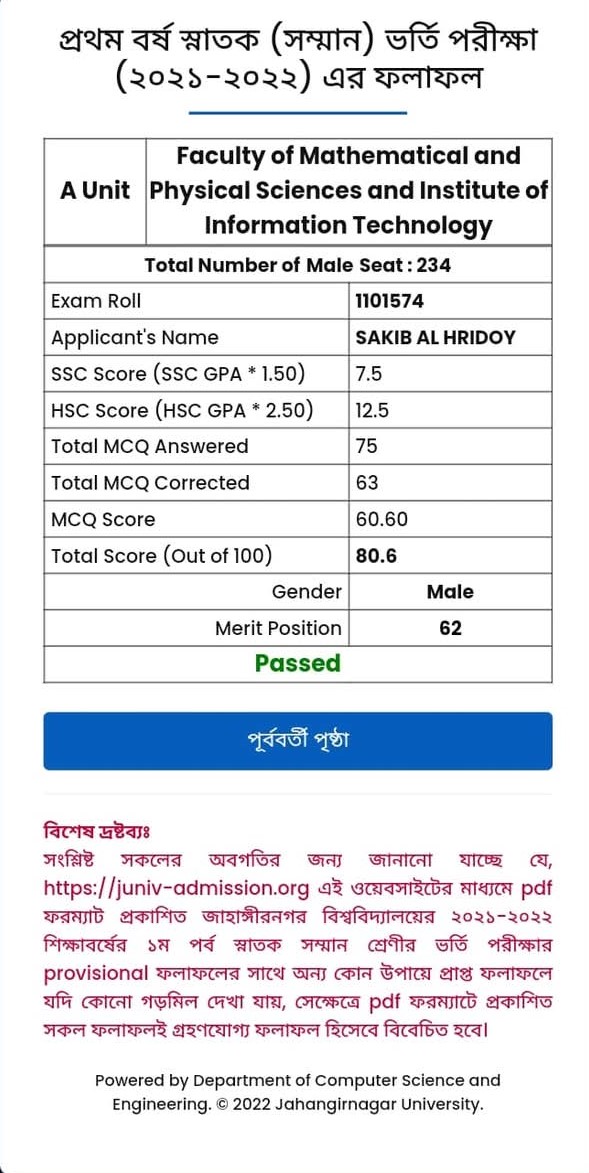 প্রথম বর্ষ স্নাতক (সম্মান) ভর্তি পরীক্ষা
(২০২১-২০২২) এর ফলাফল
A Unit
Faculty of Mathematical and
Physical Sciences and Institute of
Information Technology
Total Number of Male Seat : 234
Exam Roll 1101574
Applicant's Name SAKIB AL HRIDOY
SSC Score (SSC GPA * 1.50) 7.5
HSC Score (HSC GPA * 2.50) 12.5
Total MCQ Answered 75
Total MCQ Corrected 63
MCQ Score 60.60
Total Score (Out of 100) 80.6
Gender Male
Merit Position 62
Passed
পূর্ববর্তী পৃষ্ঠা
বিশেষ দ্রষ্টব্যঃ
সংশ্লিষ্ট সকলের অবগতির জন্য জানানো যাচ্ছে যে,
https://juniv-admission.org এই ওয়েবসাইটের মাধ্যমে pdf
ফরম্যাট প্রকাশিত জাহাঙ্গীরনগর বিশ্ববিদ্যালয়ের ২০২১-২০২২
শিক্ষাবর্ষের ১ম পর্ব স্নাতক সম্মান শ্রেণীর ভর্তি পরীক্ষার
provisional ফলাফলের সাথে অন্য কোন উপায়ে প্রাপ্ত ফলাফলে
যদি কোনো গড়মিল দেখা যায়, সেক্ষেত্রে pdf ফরম্যাটে প্রকাশিত
সকল ফলাফলই গ্রহণযোগ্য ফলাফল হিসেবে বিবেচিত হবে।
Powered by Department of Computer Science and
Engineering. © 2022 Jahangirnagar University.